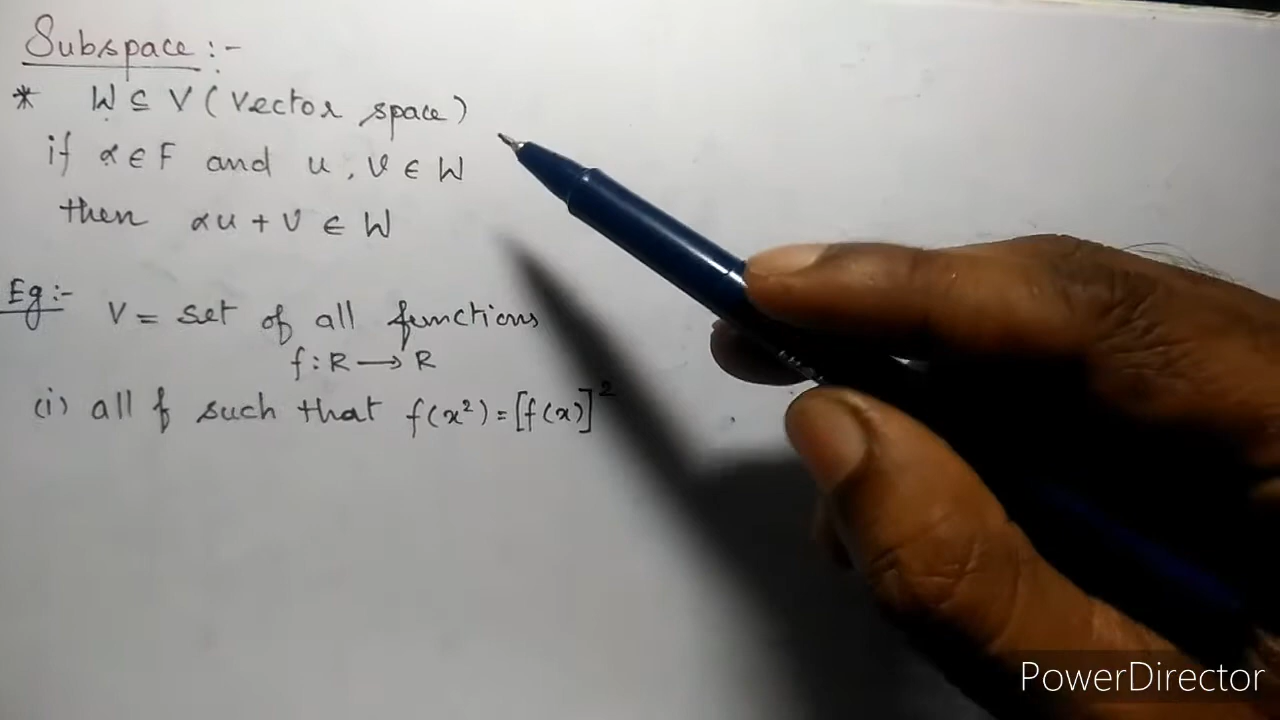 Subspace :-
* W ⊆ V (vector space)
if α ∈ F and u, v ∈ W
then αu + v ∈ W
Eg:- V = set of all functions
f : R → R
(i) all f such that f(x²) = [f(x)]²
PowerDirector